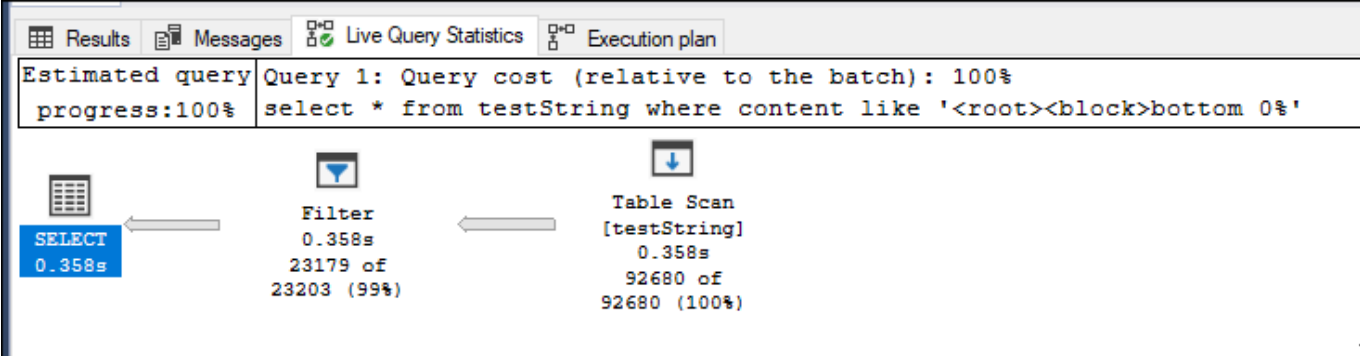 Results Messages Live Query Statistics Execution plan
Estimated query Query 1: Query cost (relative to the batch): 100%
progress:100% select * from testString where content like '<root><block>bottom 0%'
SELECT
0.358s
Filter
0.358s
23179 of
23203 (99%)
Table Scan
[testString]
0.358s
92680 of
92680 (100%)